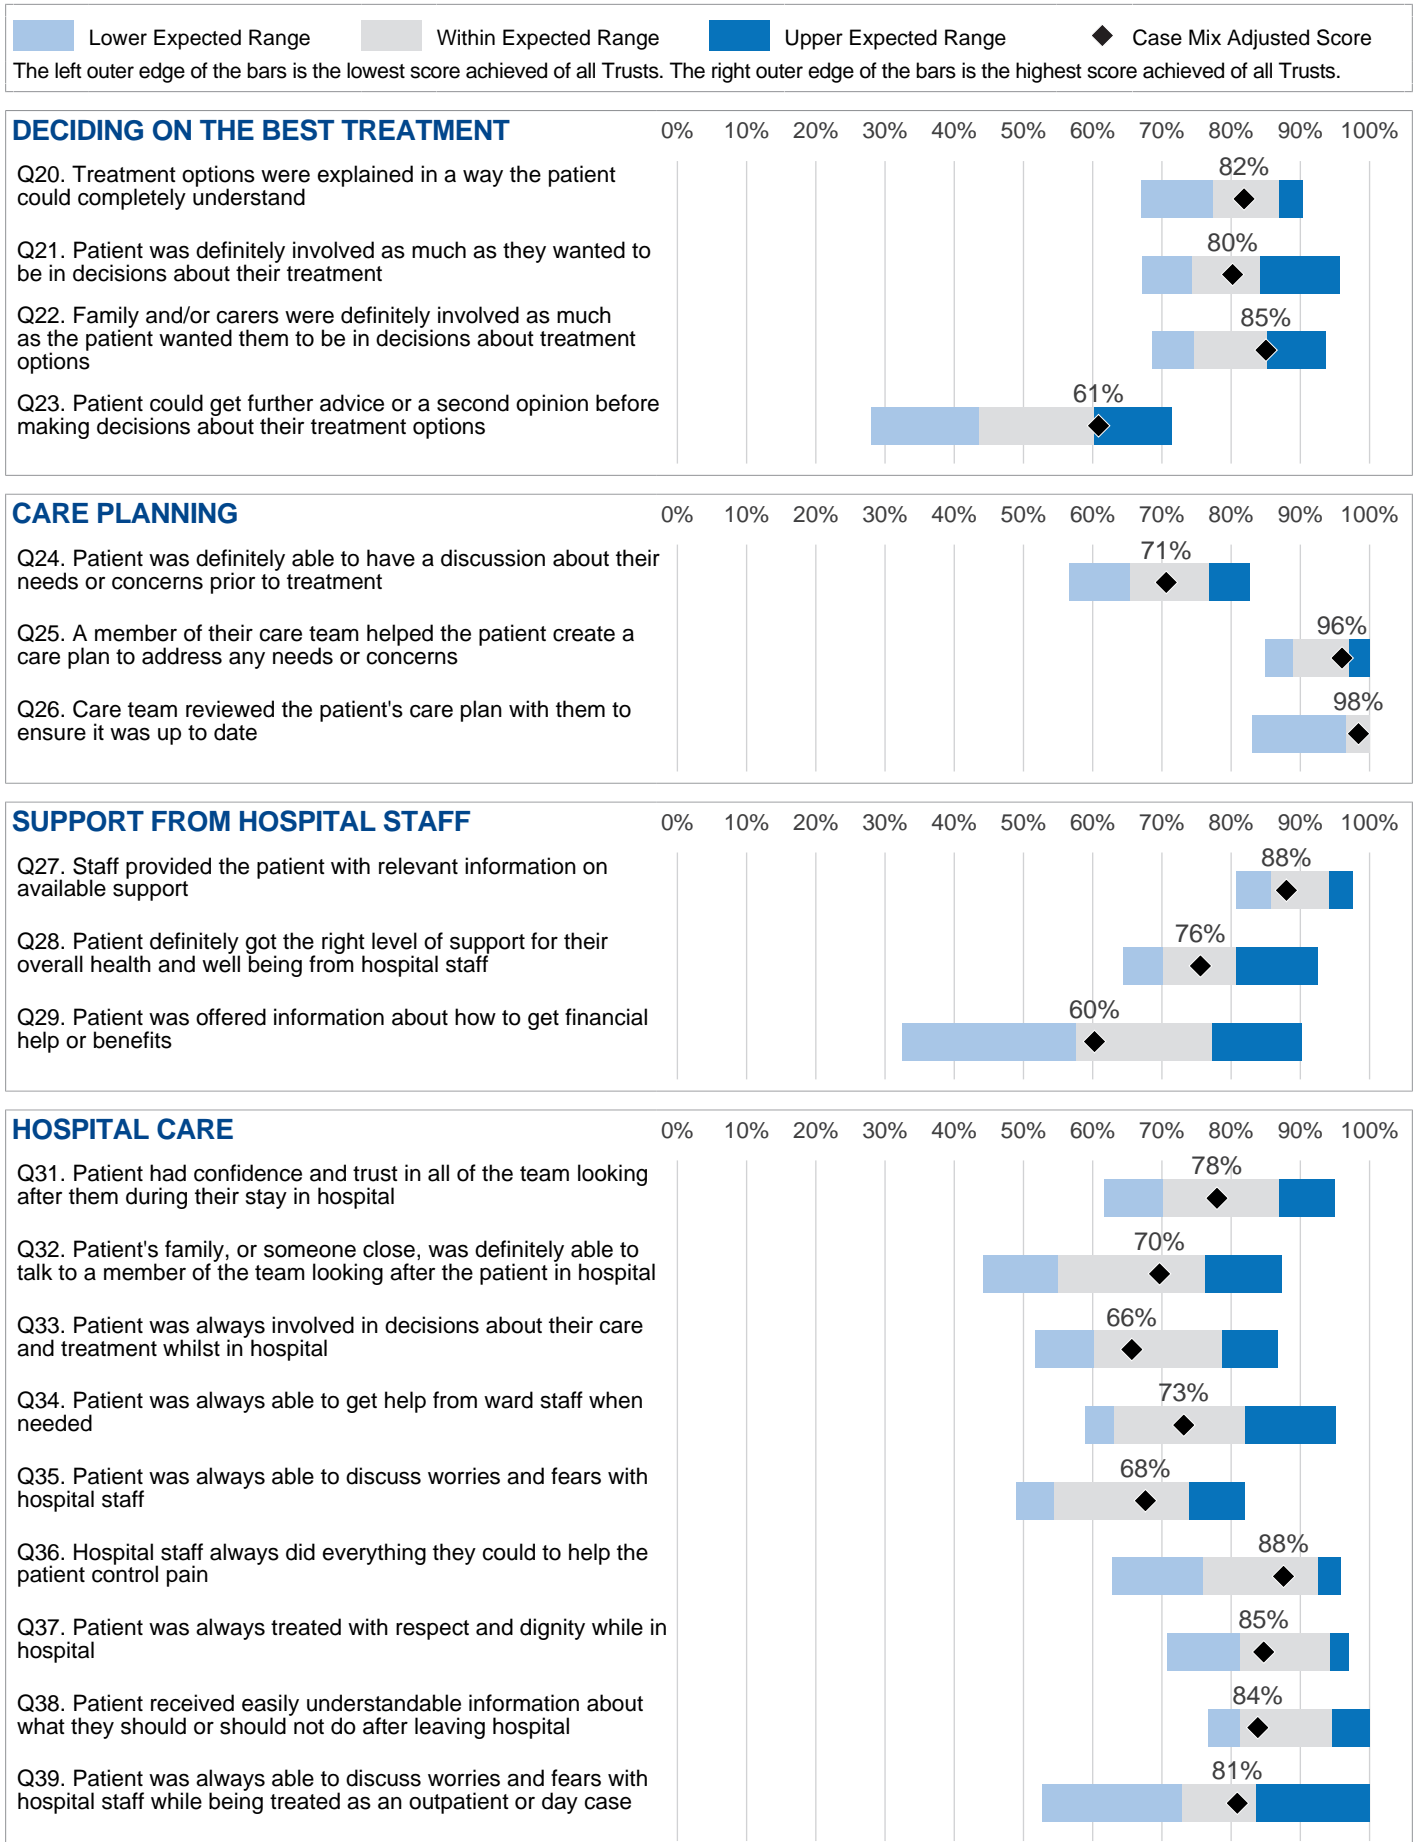 Lower Expected Range Within Expected Range Upper Expected Range Case Mix Adjusted Score
The left outer edge of the bars is the lowest score achieved of all Trusts. The right outer edge of the bars is the highest score achieved of all Trusts.
DECIDING ON THE BEST TREATMENT 0% 10% 20% 30% 40% 50% 60% 70% 80% 90% 100%
Q20. Treatment options were explained in a way the patient
could completely understand
82%
Q21. Patient was definitely involved as much as they wanted to
be in decisions about their treatment
80%
Q22. Family and/or carers were definitely involved as much
as the patient wanted them to be in decisions about treatment
options
85%
Q23. Patient could get further advice or a second opinion before
making decisions about their treatment options
61%
CARE PLANNING 0% 10% 20% 30% 40% 50% 60% 70% 80% 90% 100%
Q24. Patient was definitely able to have a discussion about their
needs or concerns prior to treatment
71%
Q25. A member of their care team helped the patient create a
care plan to address any needs or concerns
96%
Q26. Care team reviewed the patient's care plan with them to
ensure it was up to date
98%
SUPPORT FROM HOSPITAL STAFF 0% 10% 20% 30% 40% 50% 60% 70% 80% 90% 100%
Q27. Staff provided the patient with relevant information on
available support
88%
Q28. Patient definitely got the right level of support for their
overall health and well being from hospital staff
76%
Q29. Patient was offered information about how to get financial
help or benefits
60%
HOSPITAL CARE 0% 10% 20% 30% 40% 50% 60% 70% 80% 90% 100%
Q31. Patient had confidence and trust in all of the team looking
after them during their stay in hospital
78%
Q32. Patient's family, or someone close, was definitely able to
talk to a member of the team looking after the patient in hospital
70%
Q33. Patient was always involved in decisions about their care
and treatment whilst in hospital
66%
Q34. Patient was always able to get help from ward staff when
needed
73%
Q35. Patient was always able to discuss worries and fears with
hospital staff
68%
Q36. Hospital staff always did everything they could to help the
patient control pain
88%
Q37. Patient was always treated with respect and dignity while in
hospital
85%
Q38. Patient received easily understandable information about
what they should or should not do after leaving hospital
84%
Q39. Patient was always able to discuss worries and fears with
hospital staff while being treated as an outpatient or day case
81%